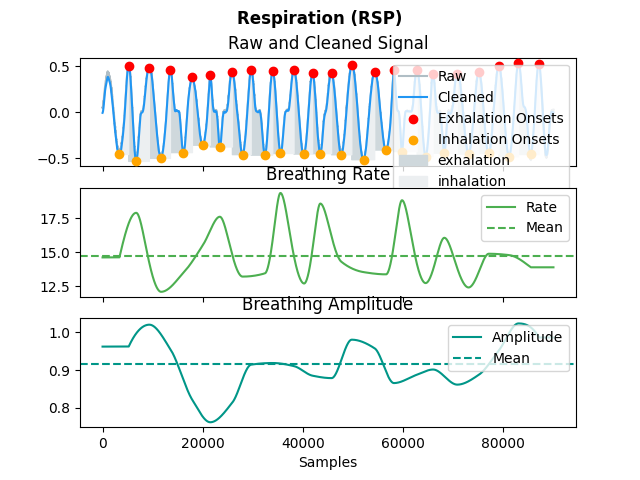 Respiration (RSP)
Raw and Cleaned Signal
0.5
0.0
−0.5
Raw
Cleaned
Exhalation Onsets
Inhalation Onsets
exhalation
inhalation
Breathing Rate
17.5
15.0
12.5
Rate
Mean
Breathing Amplitude
1.0
0.9
0.8
Amplitude
Mean
0 20000 40000 60000 80000
Samples